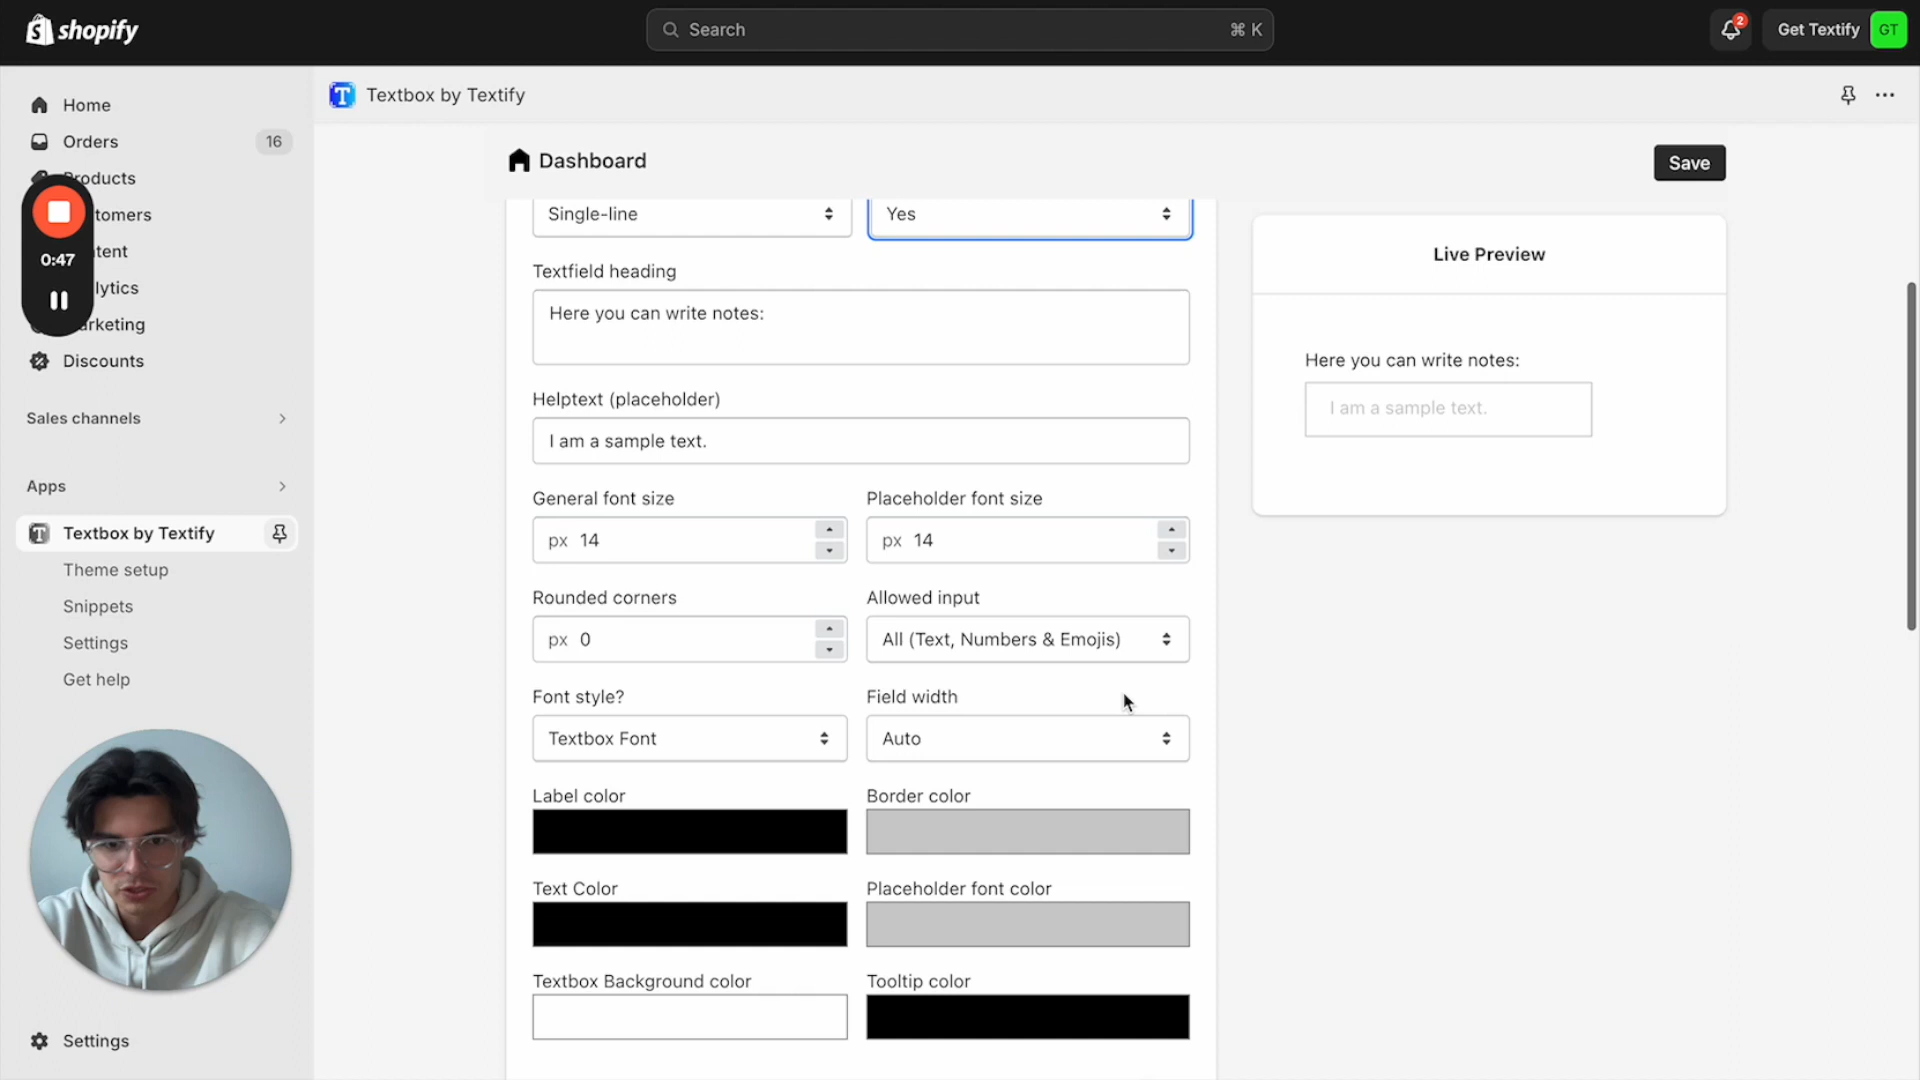 shopify
Search
⌘ K
2
Get Textify
GT
Home
Orders
16
Products
tomers
tent
lytics
arketing
Discounts
0:47
Sales channels
Apps
Textbox by Textify
Theme setup
Snippets
Settings
Get help
Settings
Textbox by Textify
Dashboard
Save
Single-line
Yes
Textfield heading
Here you can write notes:
Helptext (placeholder)
I am a sample text.
General font size
Placeholder font size
px 14
px 14
Rounded corners
Allowed input
px 0
All (Text, Numbers & Emojis)
Font style?
Field width
Textbox Font
Auto
Label color
Border color
Text Color
Placeholder font color
Textbox Background color
Tooltip color
Live Preview
Here you can write notes:
I am a sample text.